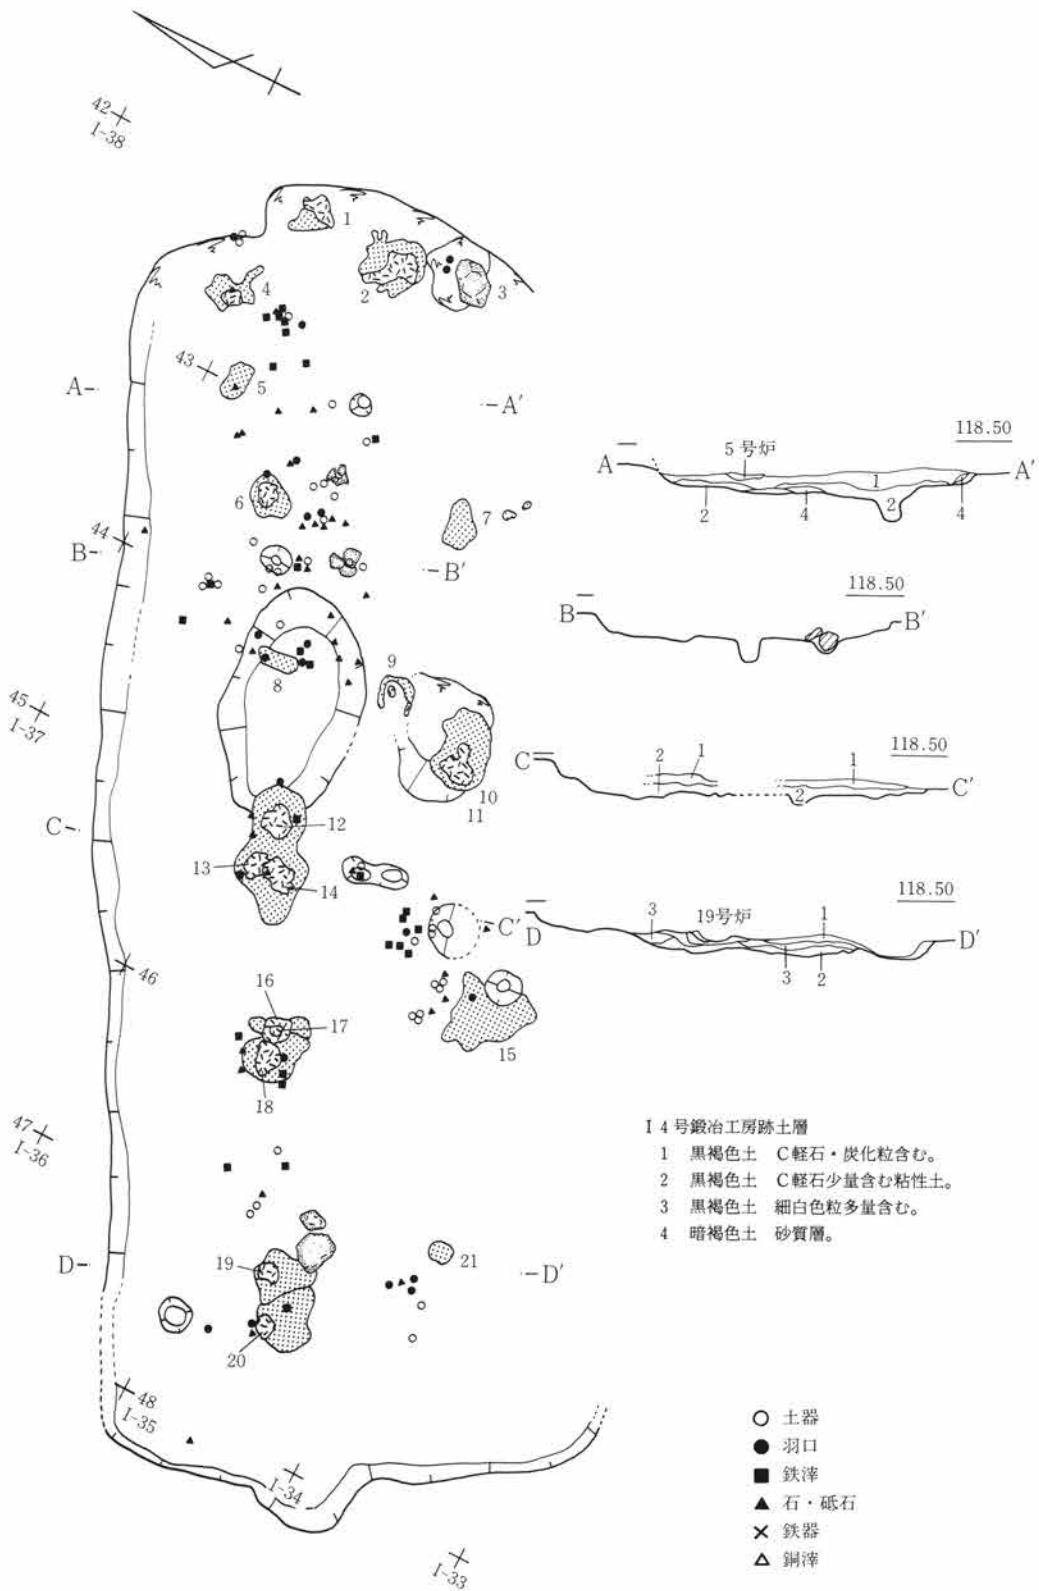 42
I-38
1
2
3
4
43
5
A
A′
6
7
44
B
B′
8
9
45
I-37
10
11
12
C
13
14
C′
46
16
17
15
18
47
I-36
19
21
D
D′
20
48
I-35
I-34
I-33
118.50
5号炉
A
A′
1
2
4
2
4
118.50
B
B′
118.50
C
2
1
1
C′
2
118.50
3
19号炉
1
D
D′
3
2
I 4号鍛冶工房跡土層
1 黒褐色土 C軽石・炭化粒含む。
2 黒褐色土 C軽石少量含む粘性土。
3 黒褐色土 細白色粒多量含む。
4 暗褐色土 砂質層。
○ 土器
● 羽口
■ 鉄滓
▲ 石・砥石
× 鉄器
△ 銅滓